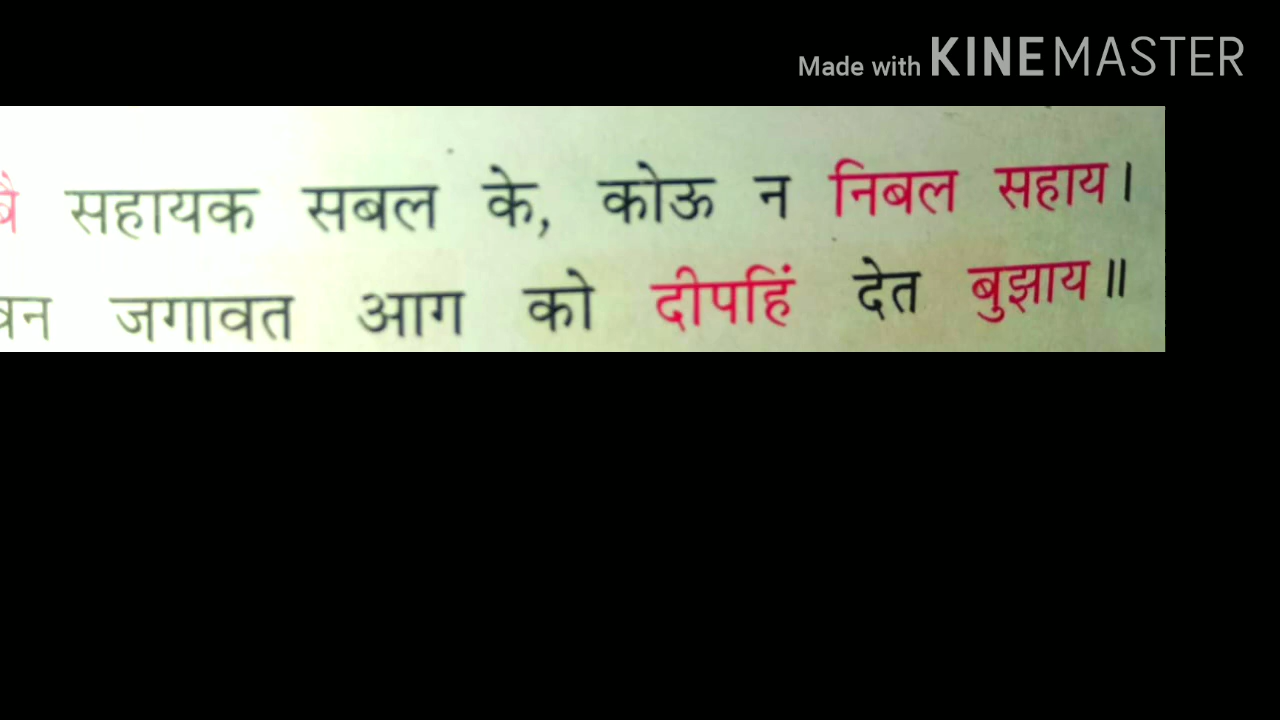 Made with KINEMASTER
सहायक सबल के, कोऊ न निबल सहाय।
जगावत आग को दीपहिं देत बुझाय॥